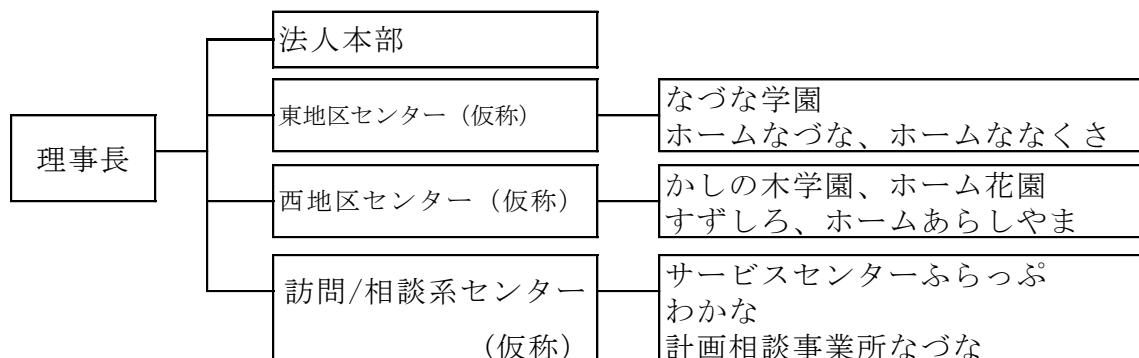 理事長
法人本部
東地区センター（仮称）
なづな学園
ホームなづな、ホームななくさ
西地区センター（仮称）
かしの木学園、ホーム花園
すずしろ、ホームあらしやま
訪問/相談系センター
（仮称）
サービスセンターふらっぷ
わかな
計画相談事業所なづな